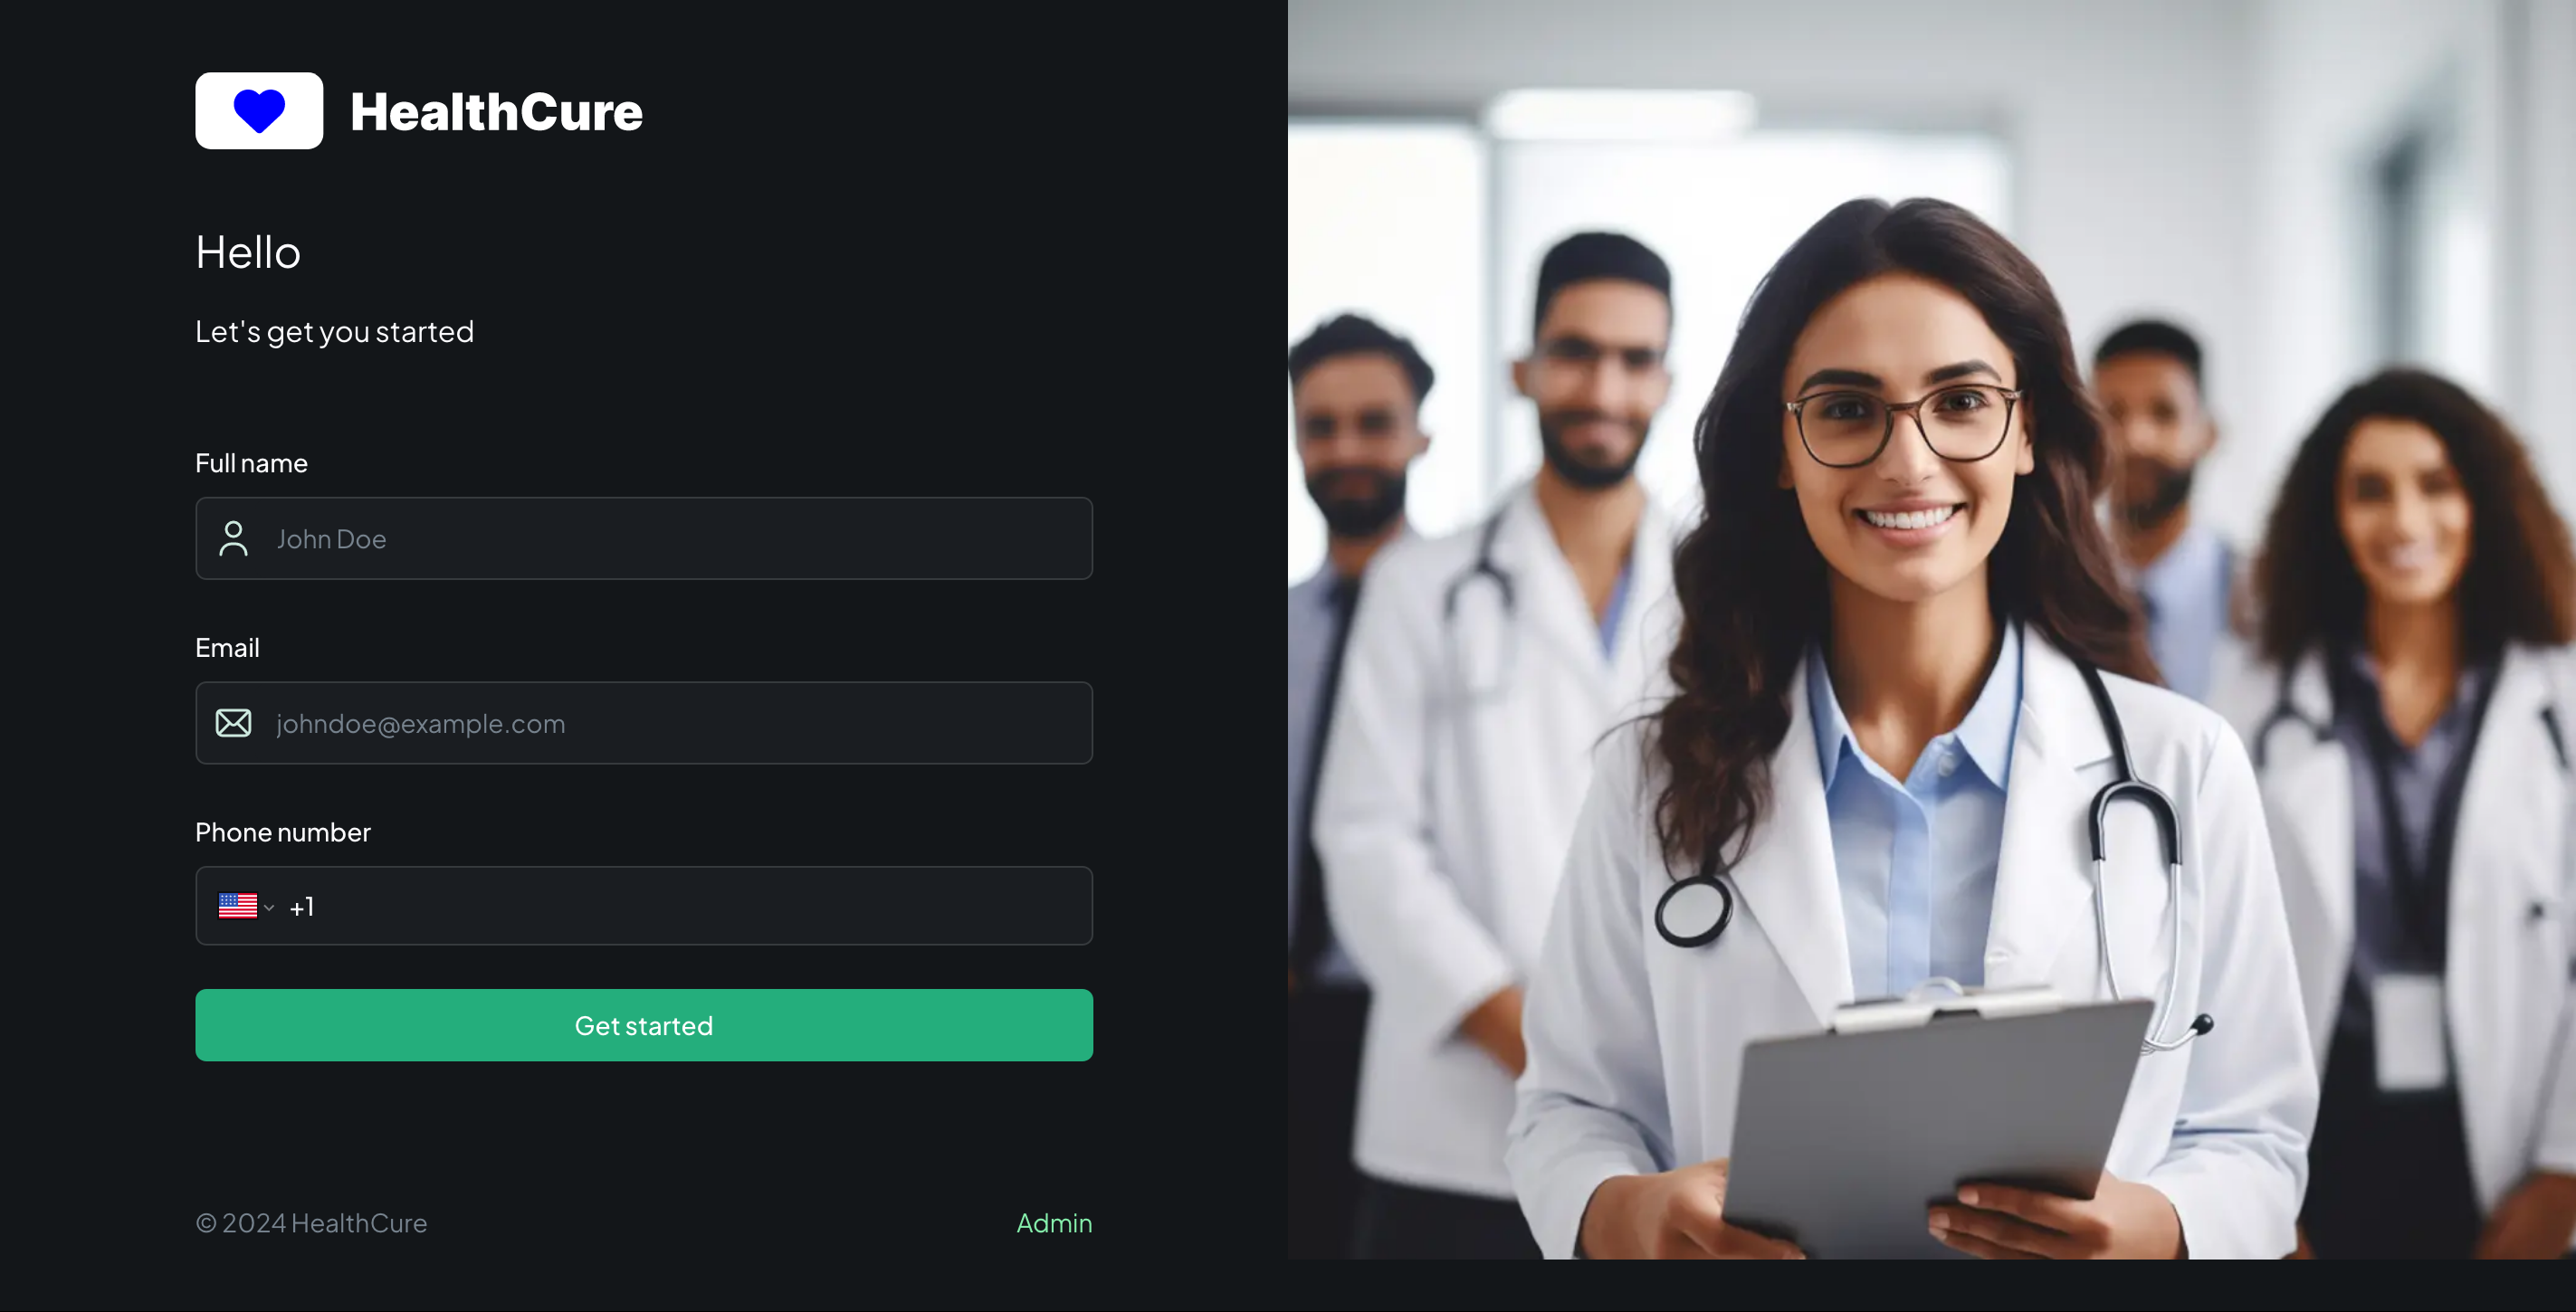 HealthCure
Hello
Let's get you started
Full name
John Doe
Email
johndoe@example.com
Phone number
+1
Get started
© 2024 HealthCure
Admin